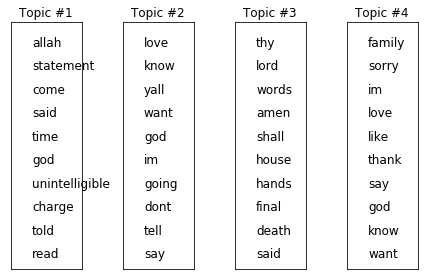 Topic #1
allah
statement
come
said
time
god
unintelligible
charge
told
read
Topic #2
love
know
yall
want
god
im
going
dont
tell
say
Topic #3
thy
lord
words
amen
shall
house
hands
final
death
said
Topic #4
family
sorry
im
love
like
thank
say
god
know
want